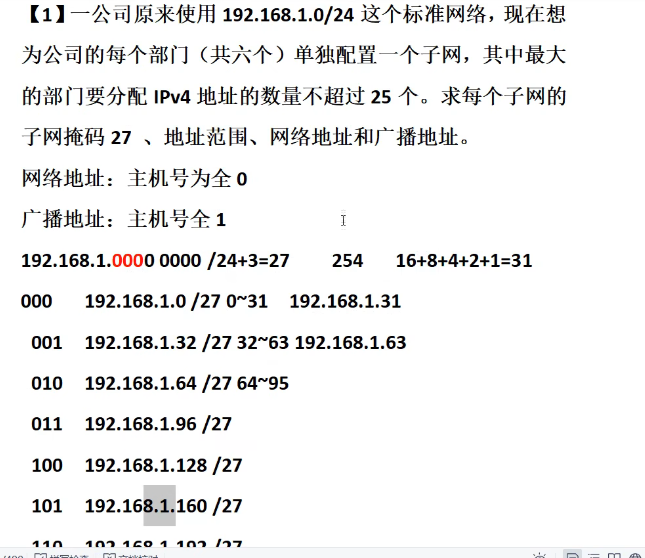 【1】一公司原来使用 192.168.1.0/24 这个标准网络，现在想
为公司的每个部门（共六个）单独配置一个子网，其中最大
的部门要分配 IPv4 地址的数量不超过 25 个。求每个子网的
子网掩码 27 、地址范围、网络地址和广播地址。
网络地址：主机号为全 0
广播地址：主机号全 1
192.168.1.0000 0000 /24+3=27 254 16+8+4+2+1=31
000 192.168.1.0 /27 0~31 192.168.1.31
001 192.168.1.32 /27 32~63 192.168.1.63
010 192.168.1.64 /27 64~95
011 192.168.1.96 /27
100 192.168.1.128 /27
101 192.168.1.160 /27
110 192.168.1.192 /27